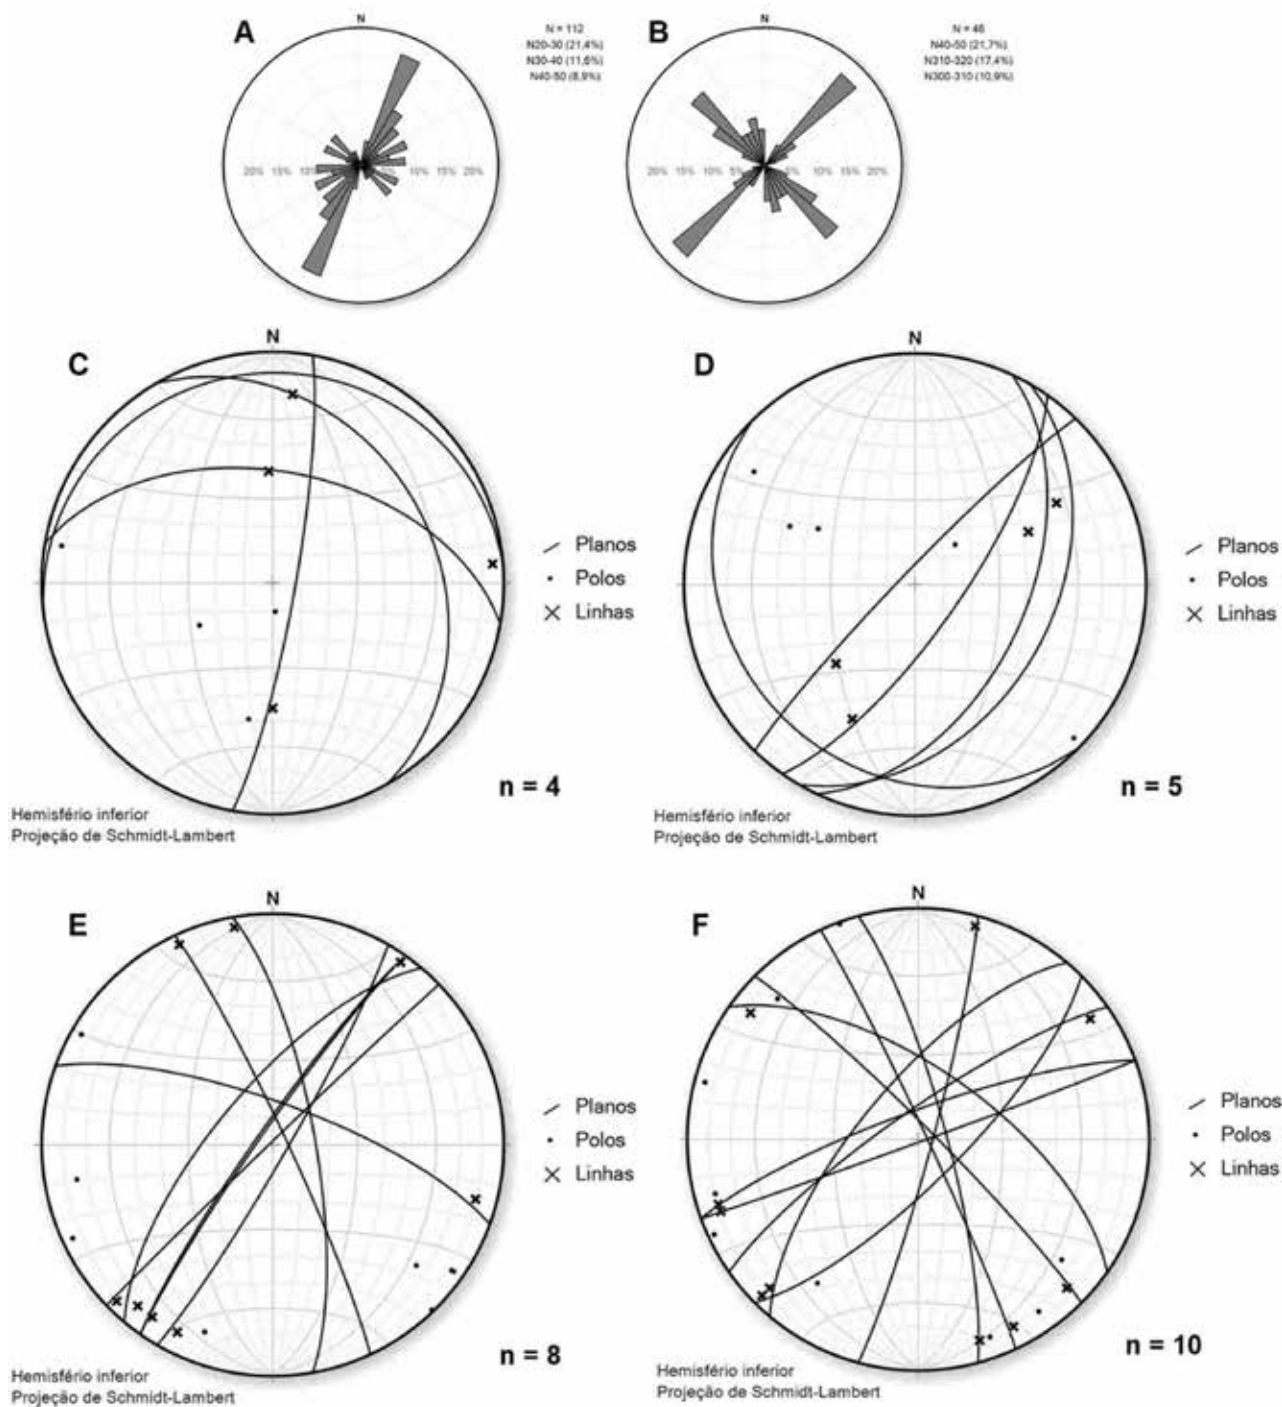 A
N
N = 112
N20-30 (21,4%)
N30-40 (11,6%)
N40-50 (8,9%)
20% 15% 10% 10% 15% 20%
B
N
N = 46
N40-50 (21,7%)
N310-320 (17,4%)
N300-310 (10,9%)
20% 15% 10% 5% 5% 10% 15% 20%
C
N
Planos
Polos
Linhas
n = 4
Hemisfério inferior
Projeção de Schmidt-Lambert
D
N
Planos
Polos
Linhas
n = 5
Hemisfério inferior
Projeção de Schmidt-Lambert
E
N
Planos
Polos
Linhas
n = 8
Hemisfério inferior
Projeção de Schmidt-Lambert
F
N
Planos
Polos
Linhas
n = 10
Hemisfério inferior
Projeção de Schmidt-Lambert